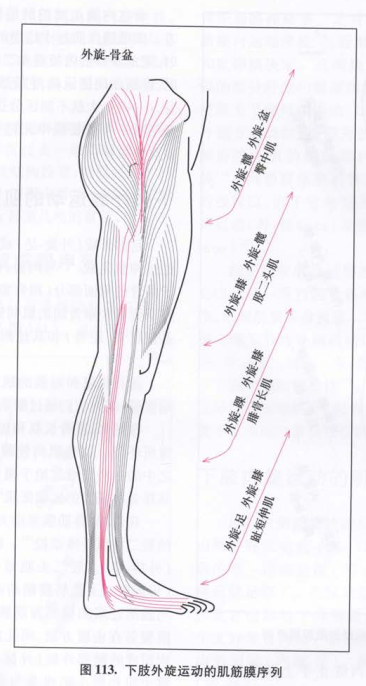 外旋-骨盆
外旋-髋 外旋-盆
臀中肌
外旋-膝 外旋-髋
股二头肌
外旋-踝 外旋-膝
腓骨长肌
外旋-足 外旋-膝
趾短伸肌
图 113. 下肢外旋运动的肌筋膜序列